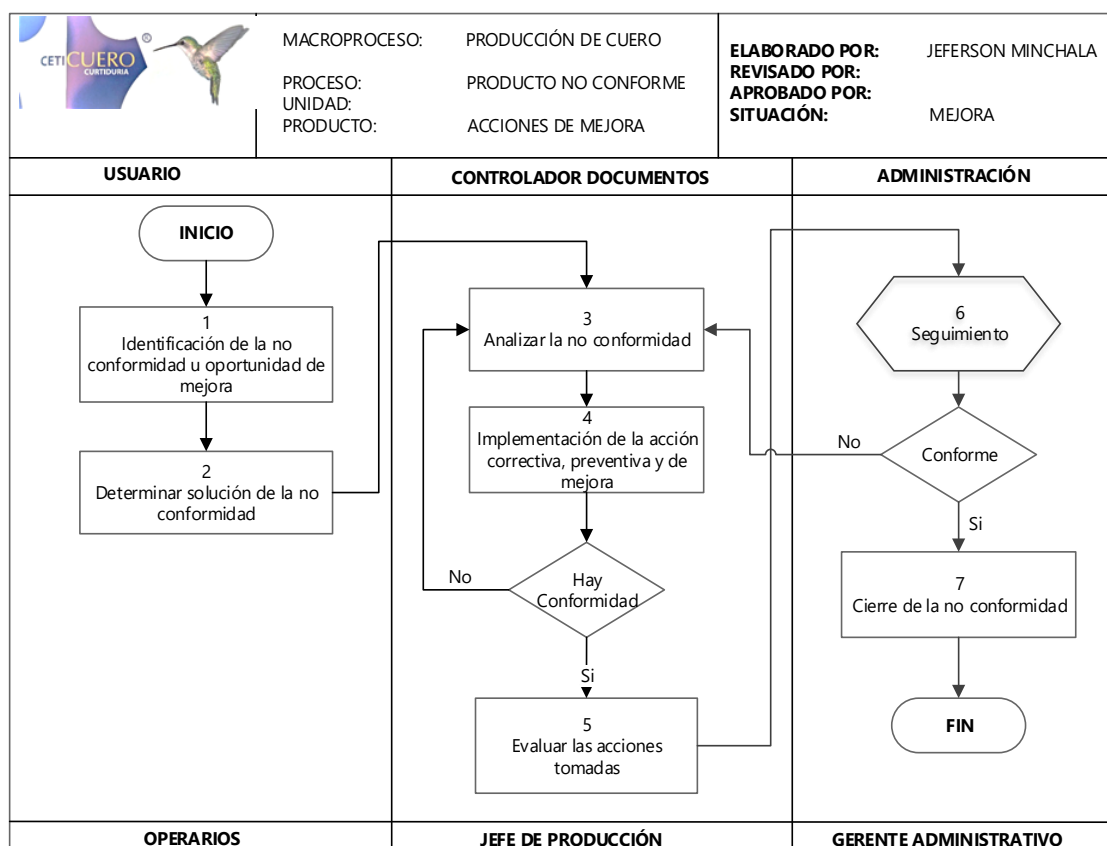 CETICUERO ®
CURTIDURIA
MACROPROCESO: PRODUCCIÓN DE CUERO
PROCESO: PRODUCTO NO CONFORME
UNIDAD:
PRODUCTO: ACCIONES DE MEJORA
ELABORADO POR: JEFERSON MINCHALA
REVISADO POR:
APROBADO POR:
SITUACIÓN: MEJORA
USUARIO
CONTROLADOR DOCUMENTOS
ADMINISTRACIÓN
INICIO
1
Identificación de la no
conformidad u oportunidad de
mejora
2
Determinar solución de la no
conformidad
3
Analizar la no conformidad
4
Implementación de la acción
correctiva, preventiva y de
mejora
No
Hay
Conformidad
Si
5
Evaluar las acciones
tomadas
6
Seguimiento
No
Conforme
Si
7
Cierre de la no conformidad
FIN
OPERARIOS
JEFE DE PRODUCCIÓN
GERENTE ADMINISTRATIVO